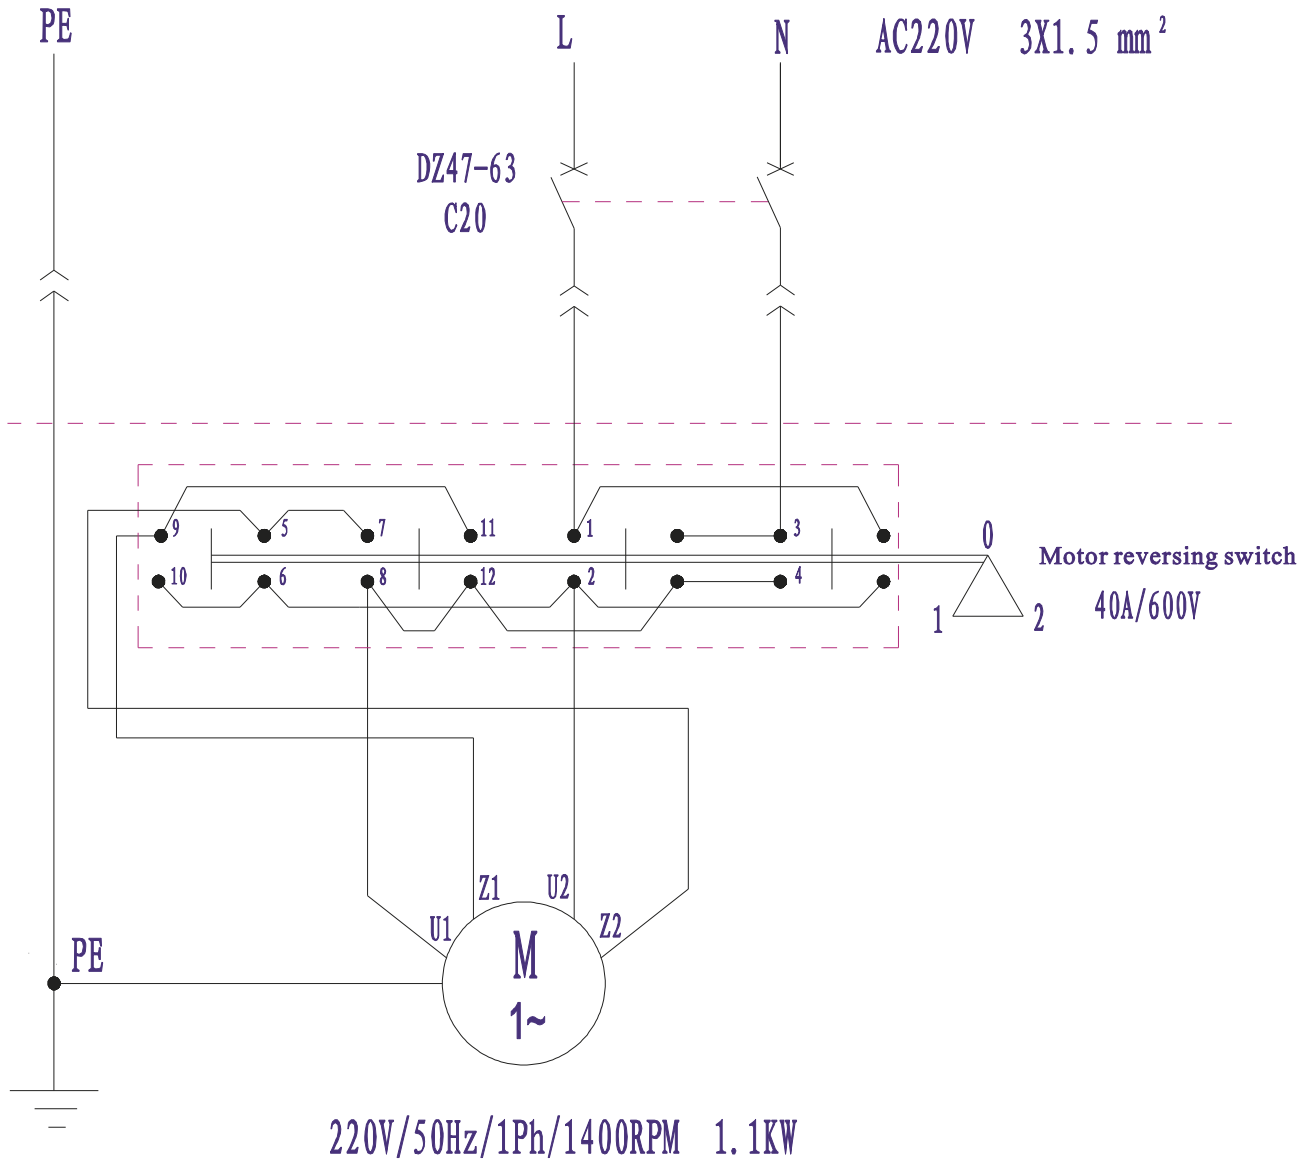 PE
L
N
AC220V 3X1.5 mm²
DZ47-63
C20
9
5
7
11
1
3
0
10
6
8
12
2
4
Motor reversing switch
40A/600V
1
2
Z1
U2
U1
Z2
PE
M
1~
220V/50Hz/1Ph/1400RPM 1.1KW